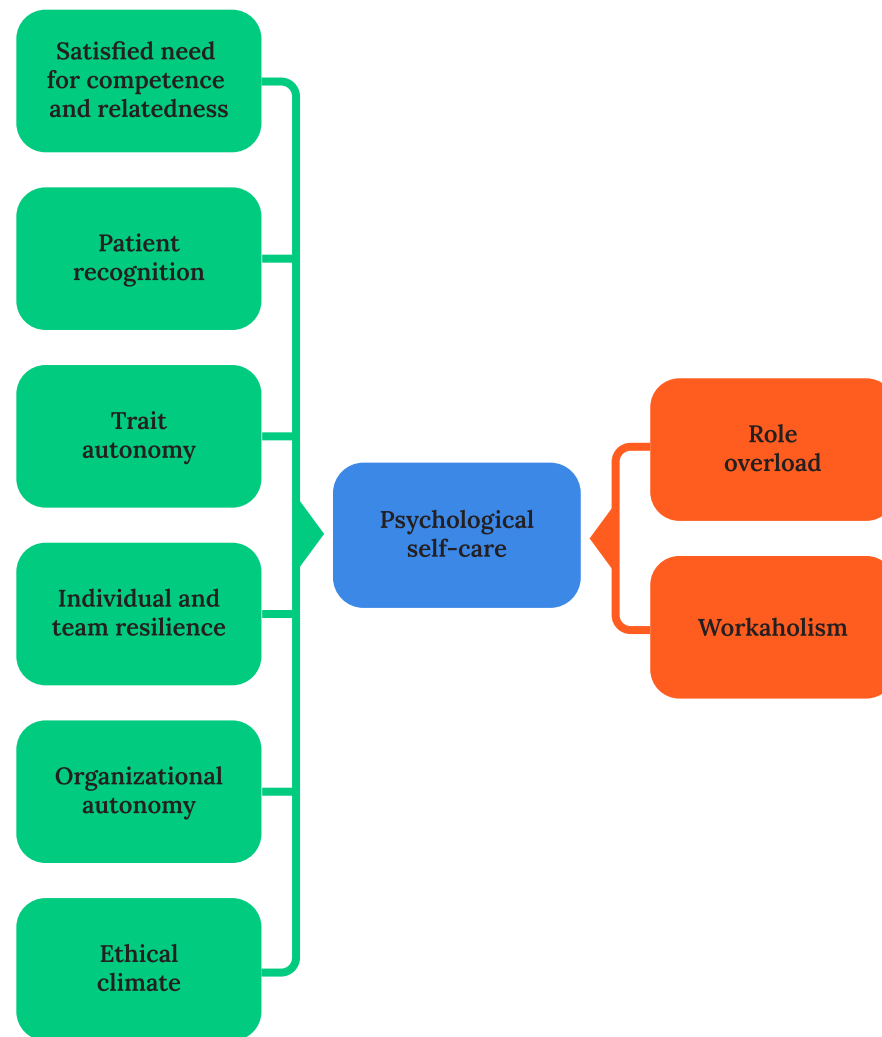 Satisfied need
for competence
and relatedness
Patient
recognition
Trait
autonomy
Individual and
team resilience
Organizational
autonomy
Ethical
climate
Psychological
self-care
Role
overload
Workaholism